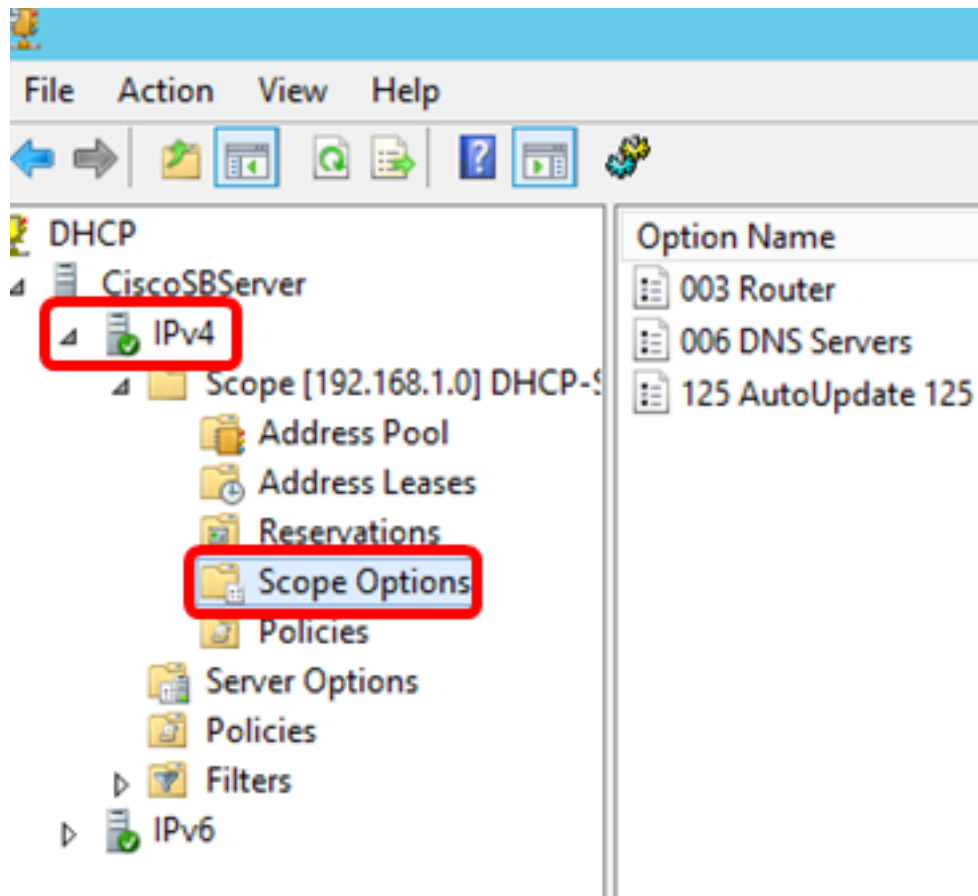 File Action View Help
DHCP
CiscoSBServer
IPv4
Scope [192.168.1.0] DHCP-S
Address Pool
Address Leases
Reservations
Scope Options
Policies
Server Options
Policies
Filters
IPv6
Option Name
003 Router
006 DNS Servers
125 AutoUpdate 125